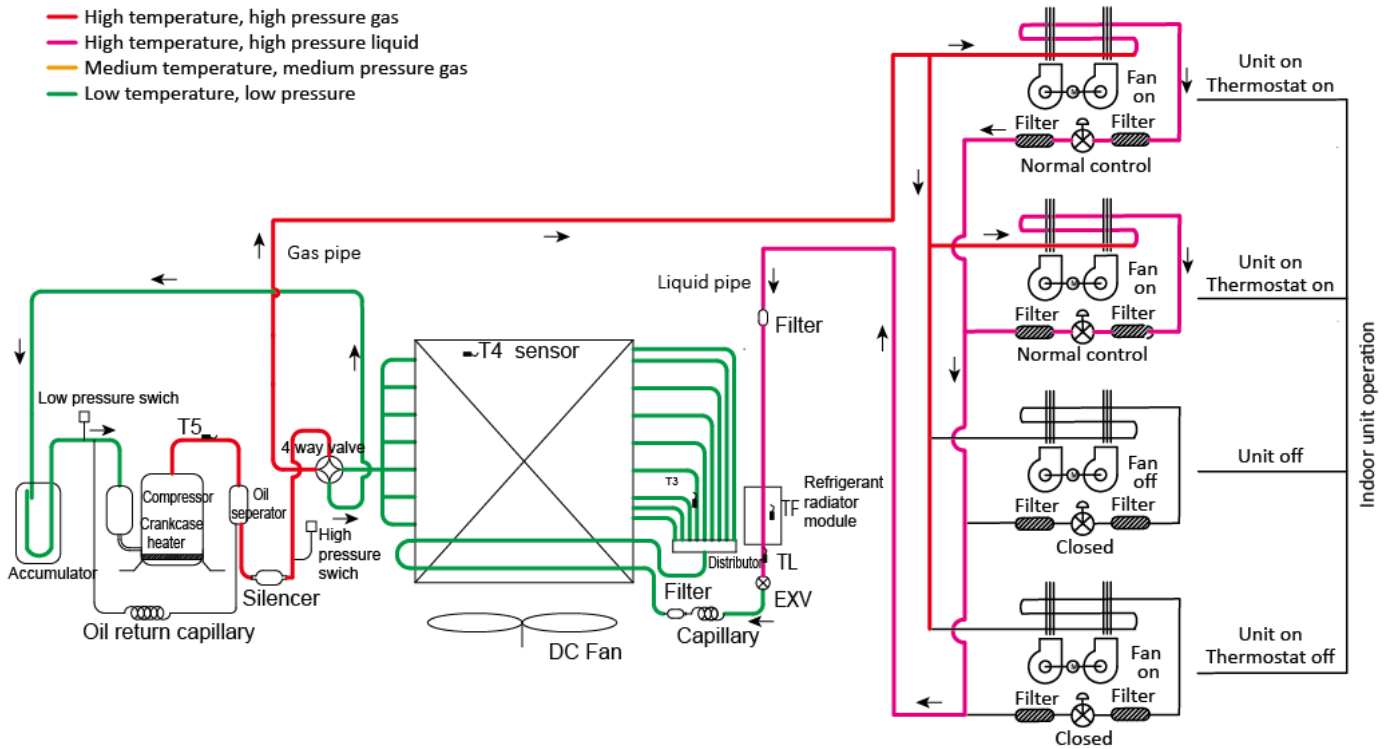 High temperature, high pressure gas
High temperature, high pressure liquid
Medium temperature, medium pressure gas
Low temperature, low pressure
Fan
on
Filter
Filter
Normal control
Unit on
Thermostat on
Gas pipe
Liquid pipe
Filter
Fan
on
Filter
Filter
Normal control
Unit on
Thermostat on
Indoor unit operation
T4 sensor
Low pressure swich
T5
4 way valve
Compressor
Crankcase
heater
Oil
seperator
High
pressure
swich
Accumulator
Silencer
Oil return capillary
T3
TF
Refrigerant
radiator
module
Distributor
TL
EXV
Filter
Capillary
DC Fan
Fan
off
Filter
Filter
Closed
Unit off
Fan
on
Filter
Filter
Closed
Unit on
Thermostat off
M
M
M
M